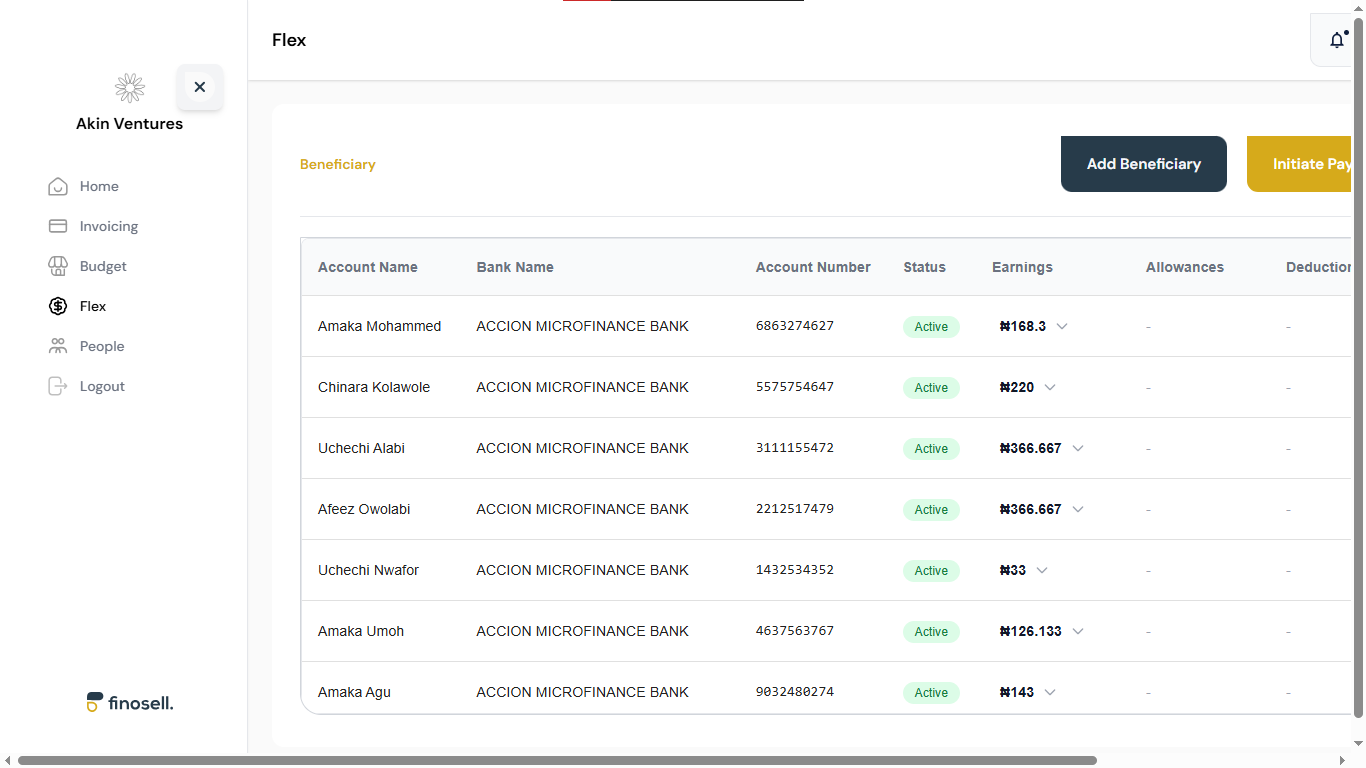 Flex
Akin Ventures
Home
Invoicing
Budget
Flex
People
Logout
finosell.
Beneficiary
Add Beneficiary
Initiate Pay
Account Name Bank Name Account Number Status Earnings Allowances Deduction
Amaka Mohammed ACCION MICROFINANCE BANK 6863274627 Active ₦168.3 - -
Chinara Kolawole ACCION MICROFINANCE BANK 5575754647 Active ₦220 - -
Uchechi Alabi ACCION MICROFINANCE BANK 3111155472 Active ₦366.667 - -
Afeez Owolabi ACCION MICROFINANCE BANK 2212517479 Active ₦366.667 - -
Uchechi Nwafor ACCION MICROFINANCE BANK 1432534352 Active ₦33 - -
Amaka Umoh ACCION MICROFINANCE BANK 4637563767 Active ₦126.133 - -
Amaka Agu ACCION MICROFINANCE BANK 9032480274 Active ₦143 - -